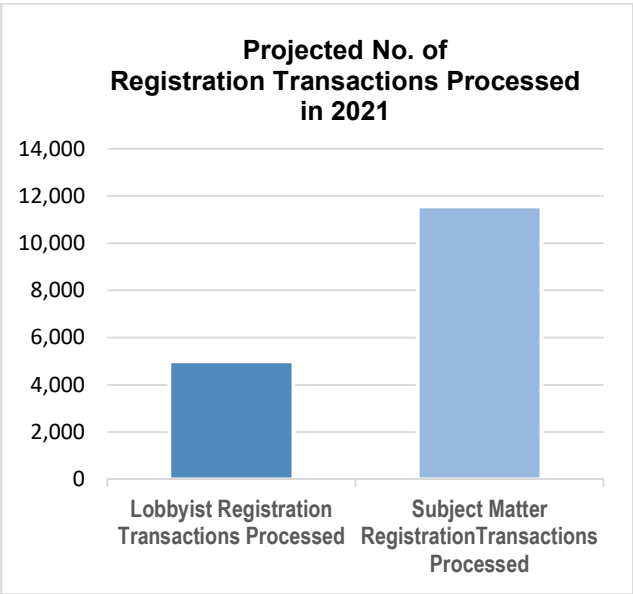 Projected No. of
Registration Transactions Processed
in 2021
14,000
12,000
10,000
8,000
6,000
4,000
2,000
0
Lobbyist Registration
Transactions Processed
Subject Matter
RegistrationTransactions
Processed